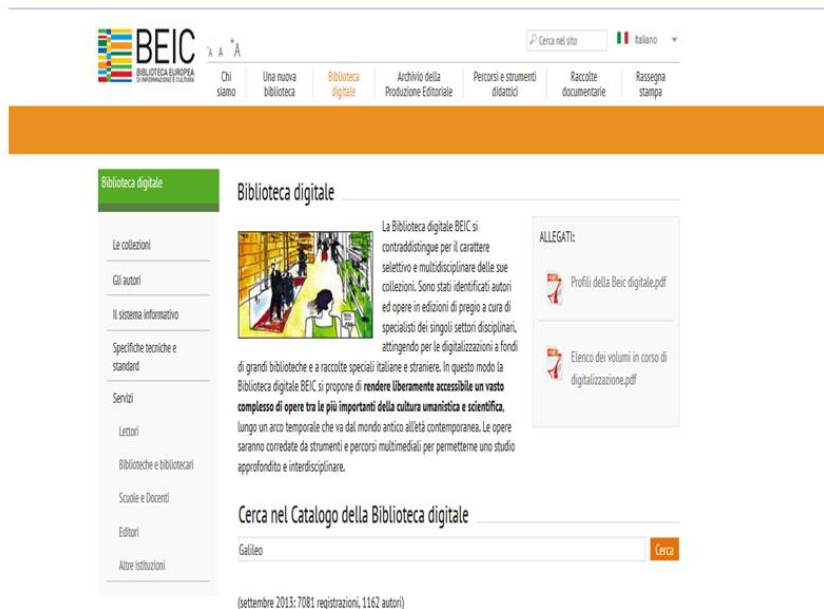 BEIC
BIBLIOTECA EUROPEA
DI INFORMAZIONE E CULTURA
A A +A
Cerca nel sito
Italiano
Chi siamo
Una nuova biblioteca
Biblioteca digitale
Archivio della Produzione Editoriale
Percorsi e strumenti didattici
Raccolte documentarie
Rassegna stampa
Biblioteca digitale
Le collezioni
Gli autori
Il sistema informativo
Specifiche tecniche e
standard
Servizi
Lettori
Biblioteche e bibliotecari
Scuole e Docenti
Editori
Altre istituzioni
Biblioteca digitale
La Biblioteca digitale BEIC si
contraddistingue per il carattere
selettivo e multidisciplinare delle sue
collezioni. Sono stati identificati autori
ed opere in edizioni di pregio a cura di
specialisti dei singoli settori disciplinari,
attingendo per le digitalizzazioni a fondi
di grandi biblioteche e a raccolte speciali italiane e straniere. In questo modo la
Biblioteca digitale BEIC si propone di rendere liberamente accessibile un vasto
complesso di opere tra le più importanti della cultura umanistica e scientifica,
lungo un arco temporale che va dal mondo antico all'età contemporanea. Le opere
saranno corredate da strumenti e percorsi multimediali per permetterne uno studio
approfondito e interdisciplinare.
ALLEGATI:
Profili della Beic digitale.pdf
Elenco dei volumi in corso di
digitalizzazione.pdf
Cerca nel Catalogo della Biblioteca digitale
Galileo
Cerca
(settembre 2013: 7081 registrazioni, 1162 autori)